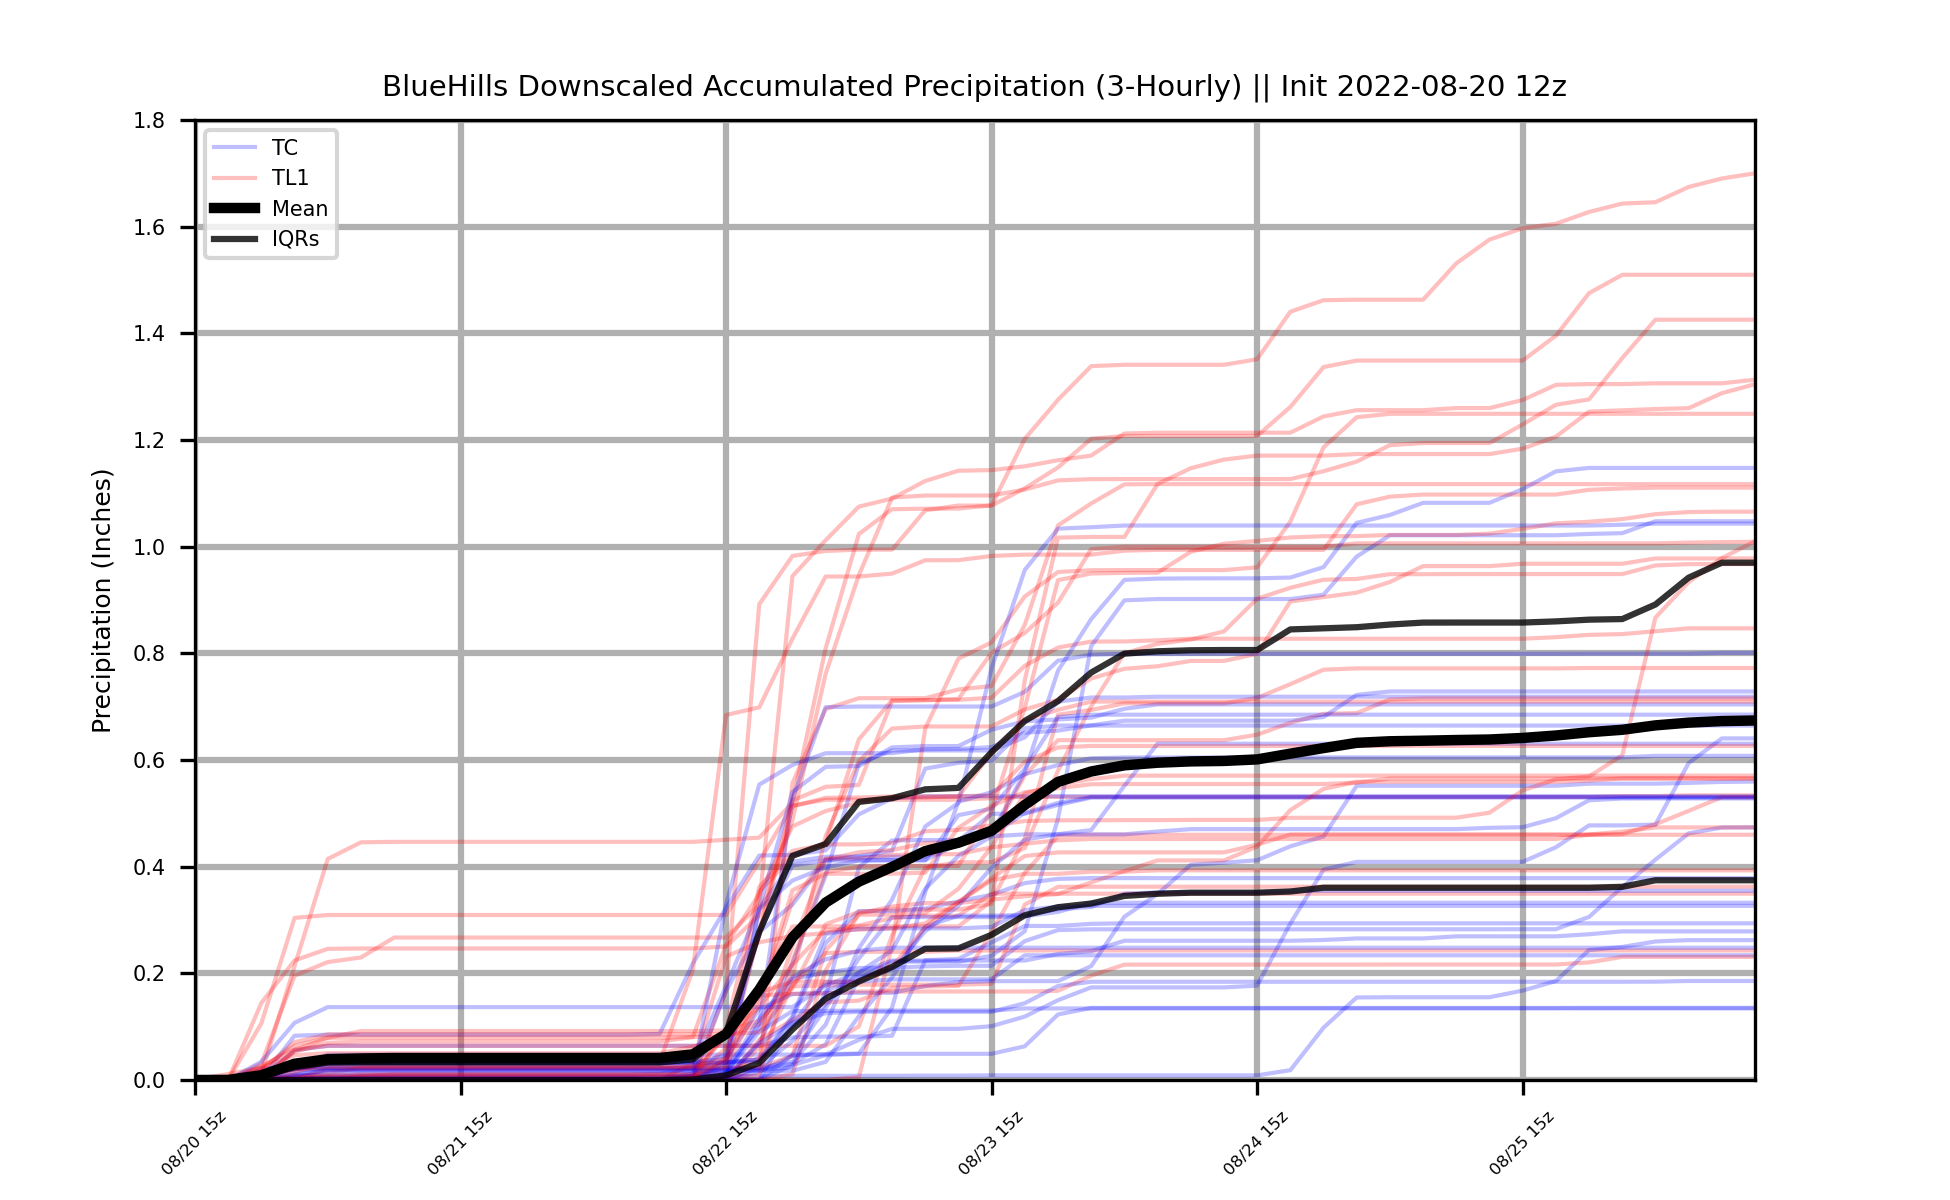 BlueHills Downscaled Accumulated Precipitation (3-Hourly) || Init 2022-08-20 12z
Precipitation (Inches)
1.8
1.6
1.4
1.2
1.0
0.8
0.6
0.4
0.2
0.0
TC
TL1
Mean
IQRs
08/20 15z
08/21 15z
08/22 15z
08/23 15z
08/24 15z
08/25 15z